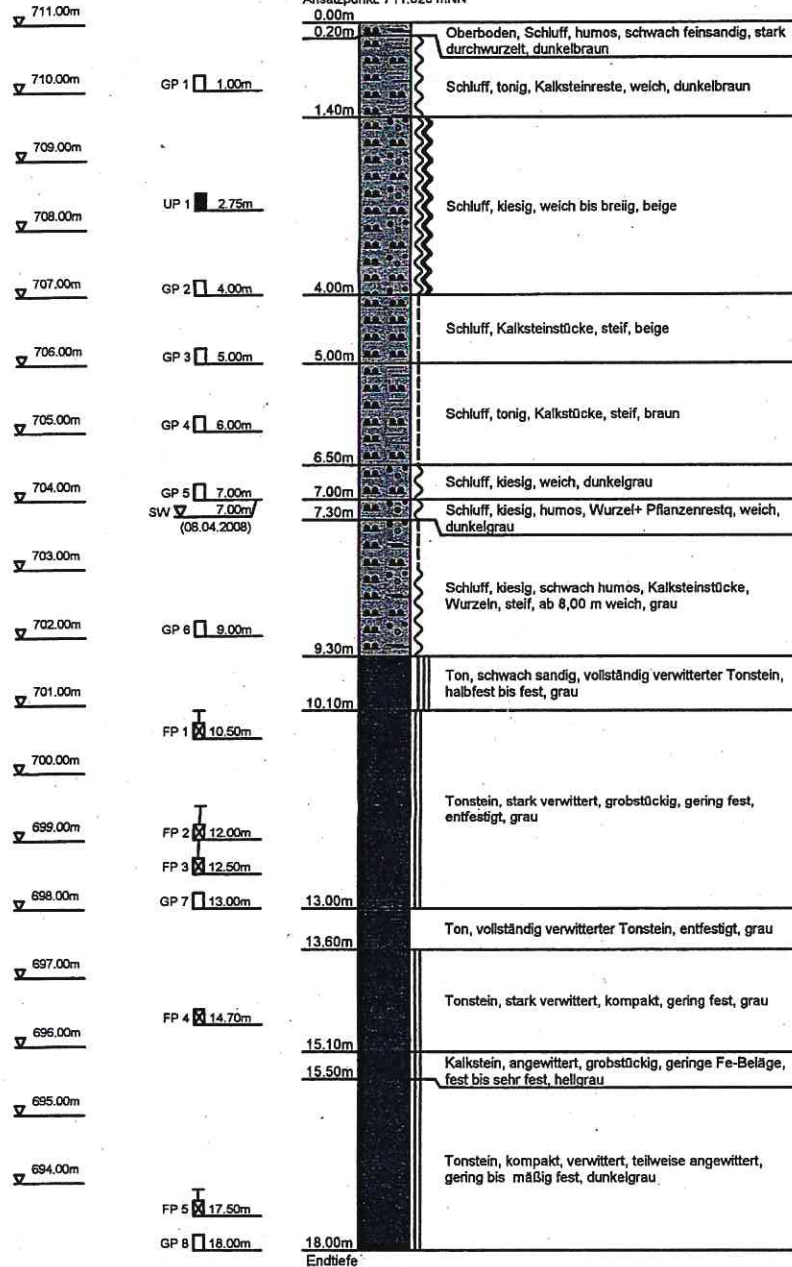 711.00m
0.00m
0.20m
Oberboden, Schluff, humos, schwach feinsandig, stark
durchwurzelt, dunkelbraun
710.00m
GP 1 1.00m
Schluff, tonig, Kalksteinreste, weich, dunkelbraun
1.40m
709.00m
UP 1 2.75m
708.00m
Schluff, kiesig, weich bis breiig, beige
707.00m
GP 2 4.00m
4.00m
Schluff, Kalksteinstücke, steif, beige
706.00m
GP 3 5.00m
5.00m
705.00m
GP 4 6.00m
Schluff, tonig, Kalkstücke, steif, braun
6.50m
Schluff, kiesig, weich, dunkelgrau
704.00m
GP 5 7.00m
7.00m
SW 7.00m
(08.04.2008)
7.30m
Schluff, kiesig, humos, Wurzel+ Pflanzenrestq, weich,
dunkelgrau
703.00m
Schluff, kiesig, schwach humos, Kalksteinstücke,
Wurzeln, steif, ab 8,00 m weich, grau
702.00m
GP 6 9.00m
9.30m
Ton, schwach sandig, vollständig verwitterter Tonstein,
halbfest bis fest, grau
701.00m
10.10m
FP 1 10.50m
700.00m
Tonstein, stark verwittert, grobstückig, gering fest,
entfestigt, grau
699.00m
FP 2 12.00m
FP 3 12.50m
698.00m
GP 7 13.00m
13.00m
Ton, vollständig verwitterter Tonstein, entfestigt, grau
13.60m
697.00m
Tonstein, stark verwittert, kompakt, gering fest, grau
FP 4 14.70m
696.00m
15.10m
Kalkstein, angewittert, grobstückig, geringe Fe-Beläge,
fest bis sehr fest, hellgrau
15.50m
695.00m
694.00m
Tonstein, kompakt, verwittert, teilweise angewittert,
gering bis mäßig fest, dunkelgrau
FP 5 17.50m
GP 8 18.00m
18.00m
Endtiefe